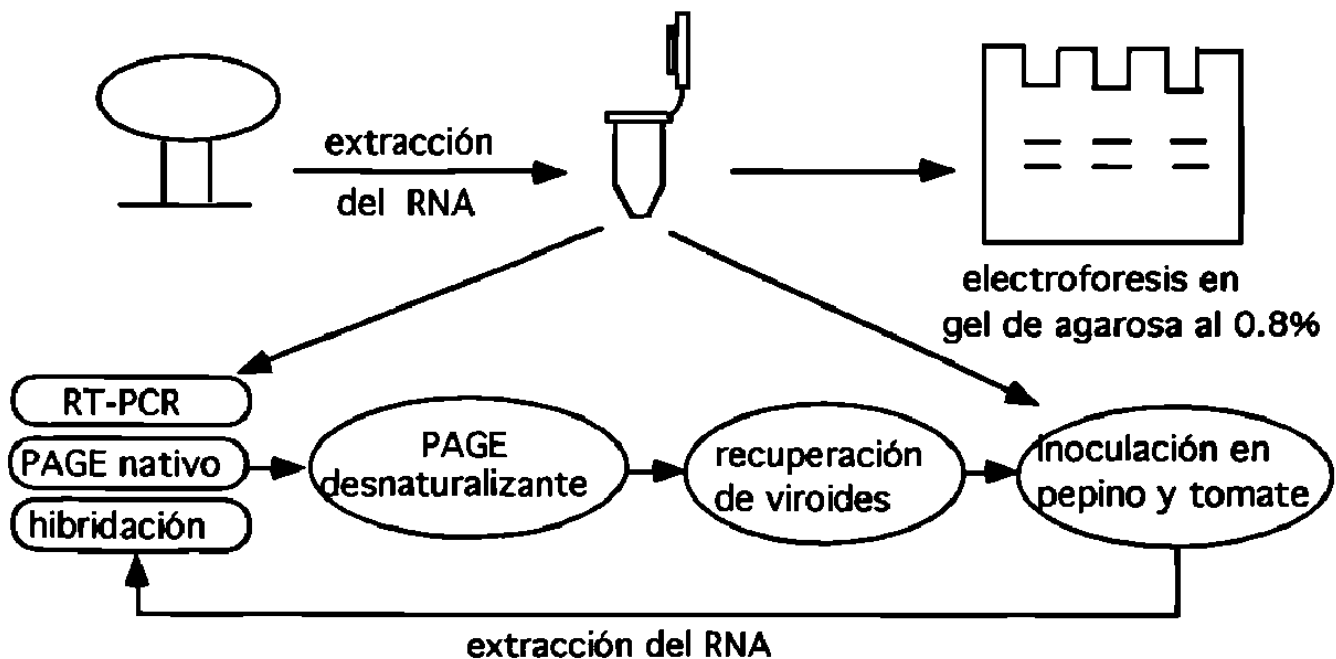 extracción
del RNA
electroforesis en
gel de agarosa al 0.8%
RT-PCR
PAGE nativo
hibridación
PAGE
desnaturalizante
recuperación
de viroides
inoculación en
pepino y tomate
extracción del RNA